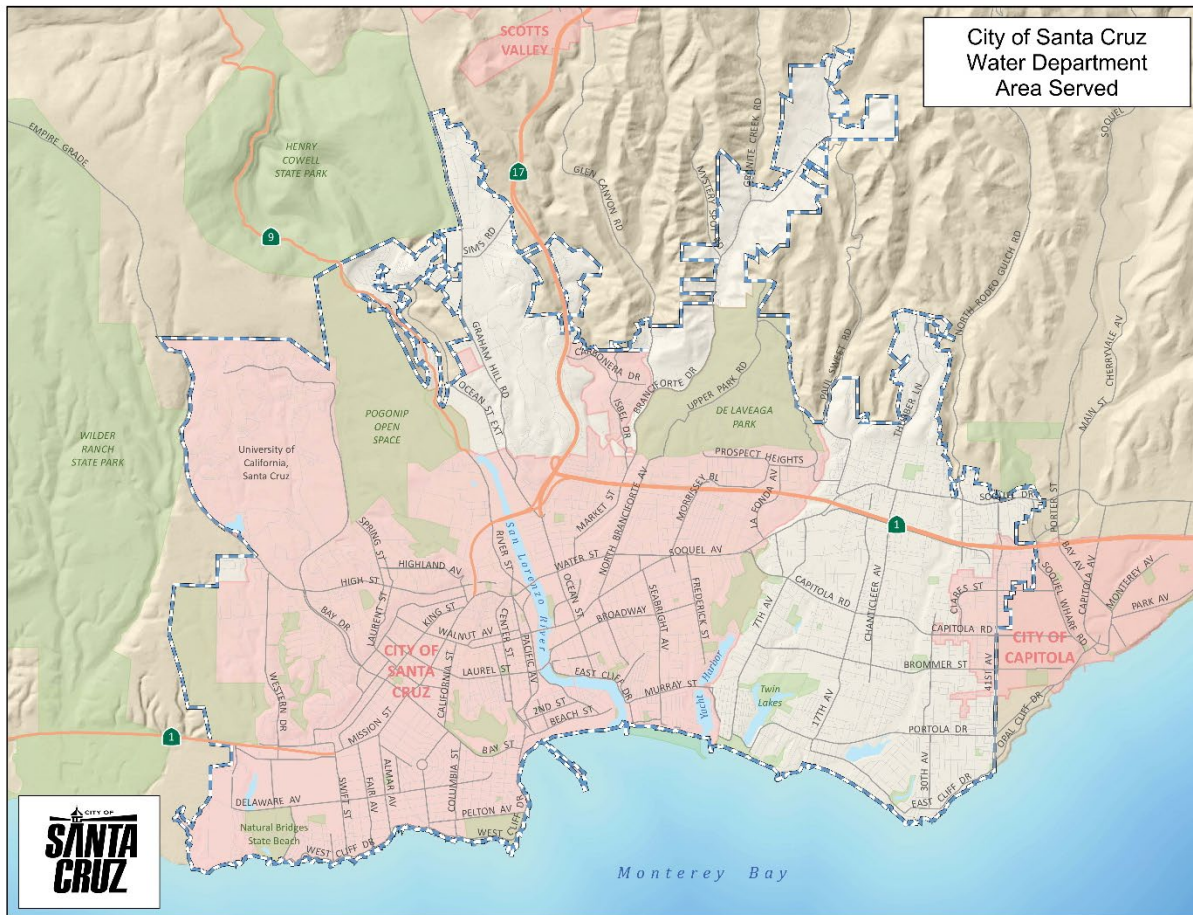 City of Santa Cruz
Water Department
Area Served
SCOTTS
VALLEY
EMPIRE GRADE
HENRY
COWELL
STATE PARK
9
17
SIMS RD
GLEN CANYON RD
MYSTERY SPOT RD
GRANITE CREEK RD
SOQUEL
NORTH RODEO GULCH RD
PAUL SWEET RD
MAIN ST
CHERRYVALE AV
GRAHAM HILL RD
OCEAN ST EXT
CARBONERA DR
ISBEL DR
BRANCIFORTE DR
UPPER PARK RD
THURBER LN
DE LAVEAGA
PARK
POGONIP
OPEN
SPACE
WILDER
RANCH
STATE PARK
University of
California,
Santa Cruz
PROSPECT HEIGHTS
MORRISSEY BL
LA FONDA AV
MARKET ST
NORTH BRANCIFORTE AV
SOQUEL DR
PORTER ST
1
San Lorenzo River
RIVER ST
WATER ST
SOQUEL AV
SPRING ST
HIGHLAND AV
HIGH ST
BAY DR
LAURENT ST
KING ST
WALNUT AV
CENTER ST
PACIFIC AV
OCEAN ST
BROADWAY
SEABRIGHT AV
FREDERICK ST
7TH AV
CAPITOLA RD
CHANTICLEER AV
CLARES ST
CAPITOLA RD
SOQUEL WHARF RD
BAY AV
CAPITOLA AV
MONTEREY AV
PARK AV
CITY OF
SANTA
CRUZ
CITY OF
CAPITOLA
CALIFORNIA ST
LAUREL ST
EAST CLIFF DR
MURRAY ST
Yacht Harbor
Twin
Lakes
BROMMER ST
41ST AV
17TH AV
PORTOLA DR
OPAL CLIFF DR
30TH AV
EAST CLIFF DR
2ND ST
BEACH ST
WESTERN DR
MISSION ST
BAY ST
1
DELAWARE AV
SWIFT ST
FAIR AV
ALMAR AV
COLUMBIA ST
PELTON AV
WEST CLIFF DR
Natural Bridges
State Beach
WEST CLIFF DR
Monterey Bay
CITY OF
SANTA
CRUZ